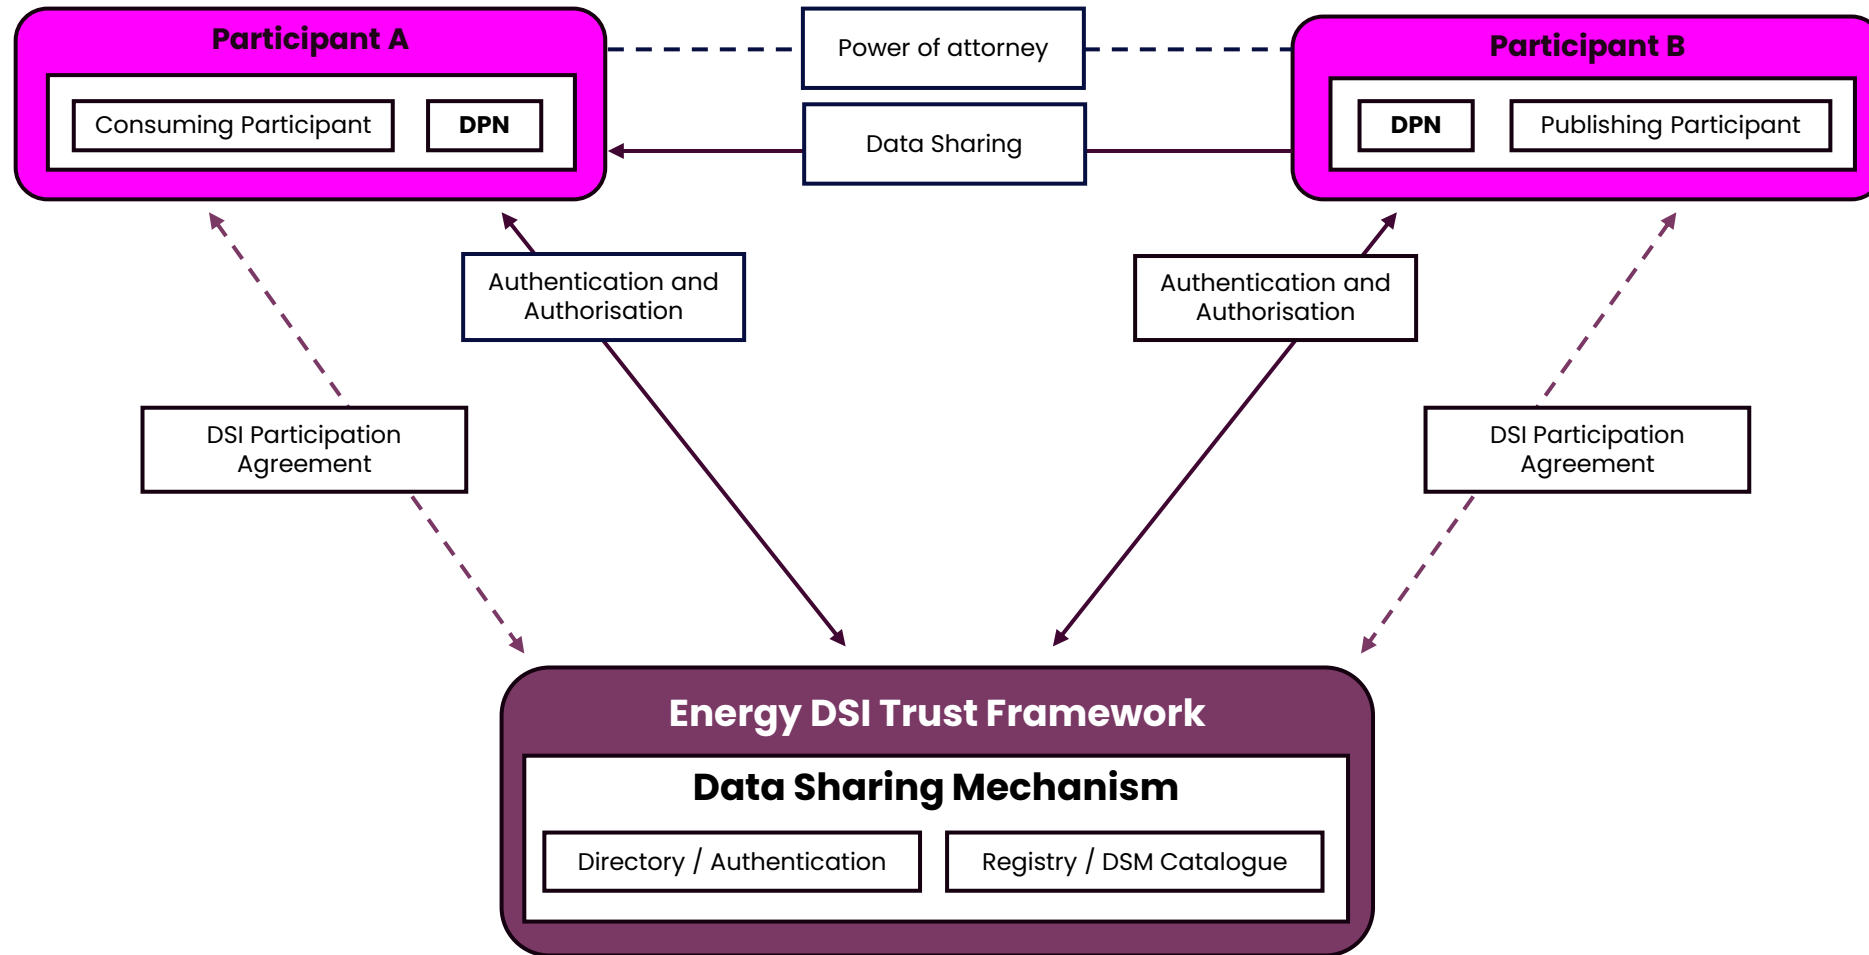 Participant A
Consuming Participant
DPN
Power of attorney
Data Sharing
Participant B
DPN
Publishing Participant
Authentication and
Authorisation
Authentication and
Authorisation
DSI Participation
Agreement
DSI Participation
Agreement
Energy DSI Trust Framework
Data Sharing Mechanism
Directory / Authentication
Registry / DSM Catalogue